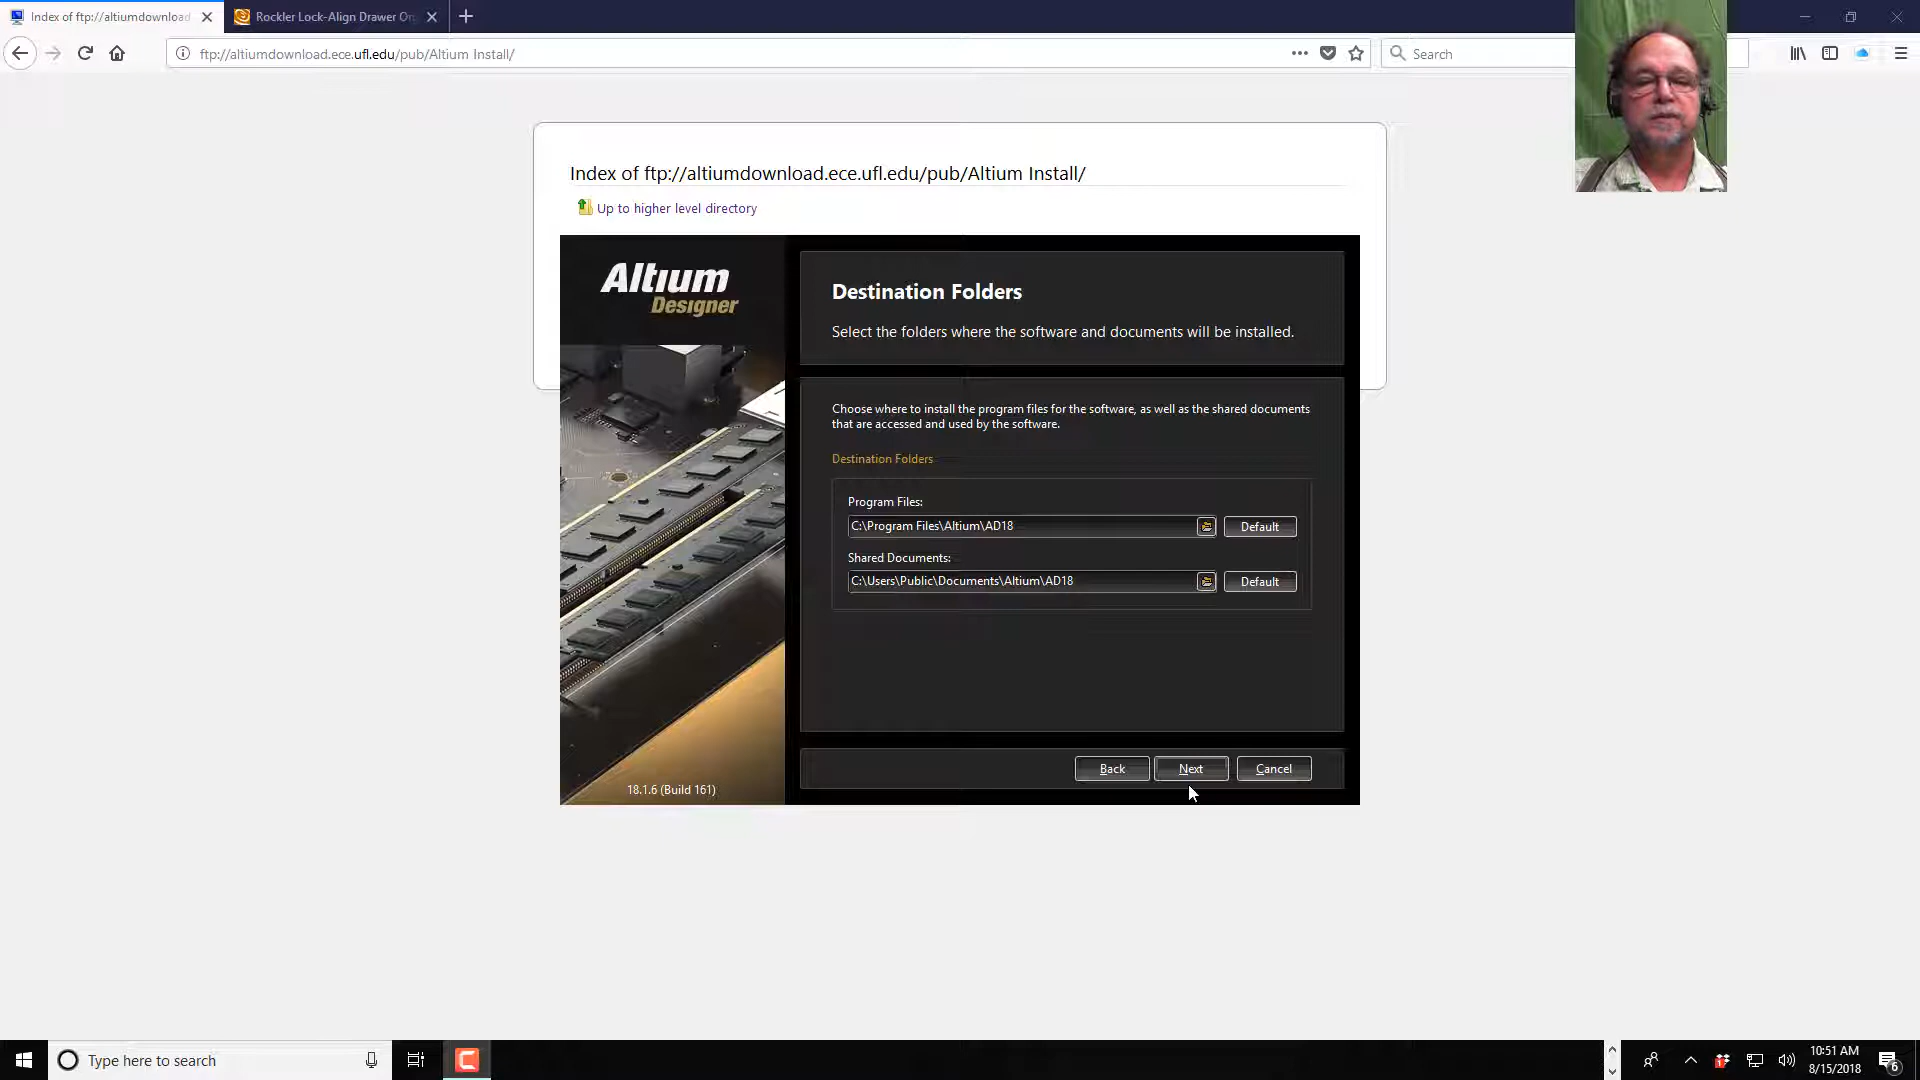 Index of ftp://altiumdownload
Rockler Lock-Align Drawer Or
ftp://altiumdownload.ece.ufl.edu/pub/Altium Install/
Search
Index of ftp://altiumdownload.ece.ufl.edu/pub/Altium Install/
Up to higher level directory
Altium
Designer
Destination Folders
Select the folders where the software and documents will be installed.
Choose where to install the program files for the software, as well as the shared documents
that are accessed and used by the software.
Destination Folders
Program Files:
C:\Program Files\Altium\AD18
Default
Shared Documents:
C:\Users\Public\Documents\Altium\AD18
Default
18.1.6 (Build 161)
Back
Next
Cancel
Type here to search
10:51 AM
8/15/2018
6